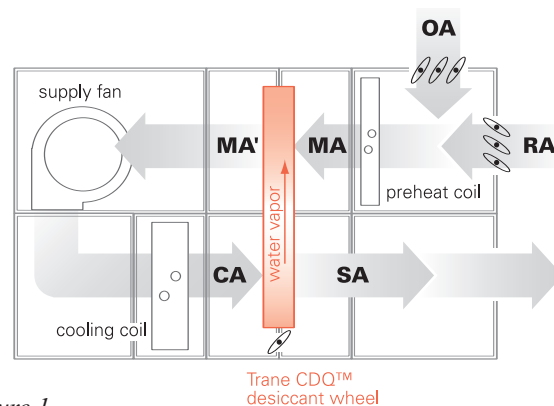 OA
supply fan
MA'
MA
RA
preheat coil
water vapor
CA
SA
cooling coil
Trane CDQ™
desiccant wheel